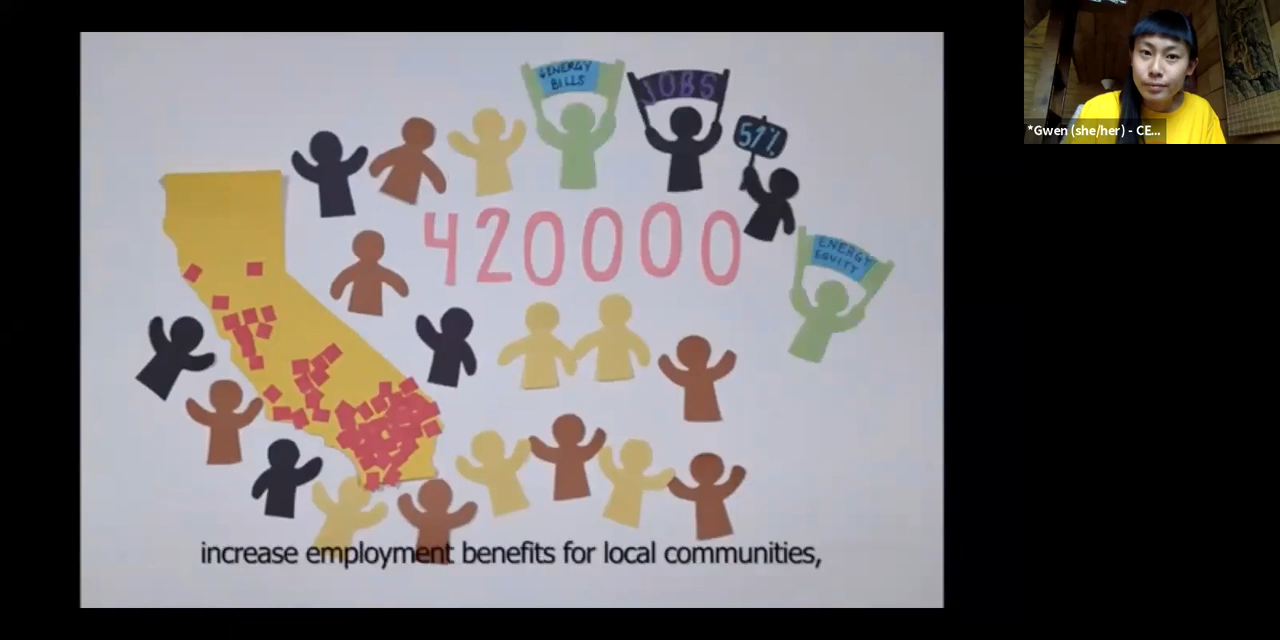 ↓ENERGY
BILLS
JOBS
51%
*Gwen (she/her) - CE...
420000
ENERGY
EQUITY
increase employment benefits for local communities,